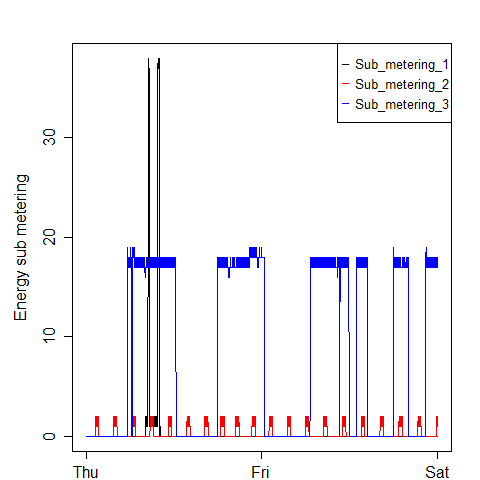 Energy sub metering
30
20
10
0
Thu
Fri
Sat
Sub_metering_1
Sub_metering_2
Sub_metering_3